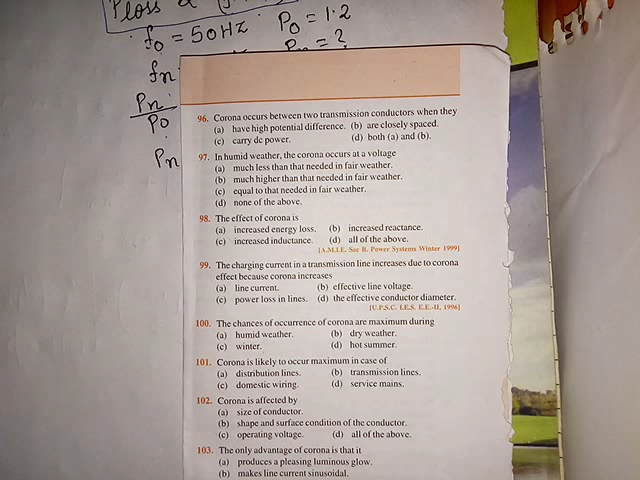 Ploss α
f₀ = 50HZ P₀ = 1.2
Pn = ?
fn
Pn
P₀
Pn
96. Corona occurs between two transmission conductors when they
(a) have high potential difference. (b) are closely spaced.
(c) carry dc power. (d) both (a) and (b).
97. In humid weather, the corona occurs at a voltage
(a) much less than that needed in fair weather.
(b) much higher than that needed in fair weather.
(c) equal to that needed in fair weather.
(d) none of the above.
98. The effect of corona is
(a) increased energy loss. (b) increased reactance.
(c) increased inductance. (d) all of the above.
[A.M.I.E. Sec B. Power Systems Winter 1999]
99. The charging current in a transmission line increases due to corona
effect because corona increases
(a) line current. (b) effective line voltage.
(c) power loss in lines. (d) the effective conductor diameter.
[U.P.S.C. I.E.S. E.E.-II, 1996]
100. The chances of occurrence of corona are maximum during
(a) humid weather. (b) dry weather.
(c) winter. (d) hot summer.
101. Corona is likely to occur maximum in case of
(a) distribution lines. (b) transmission lines.
(c) domestic wiring. (d) service mains.
102. Corona is affected by
(a) size of conductor.
(b) shape and surface condition of the conductor.
(c) operating voltage. (d) all of the above.
103. The only advantage of corona is that it
(a) produces a pleasing luminous glow.
(b) makes line current sinusoidal.